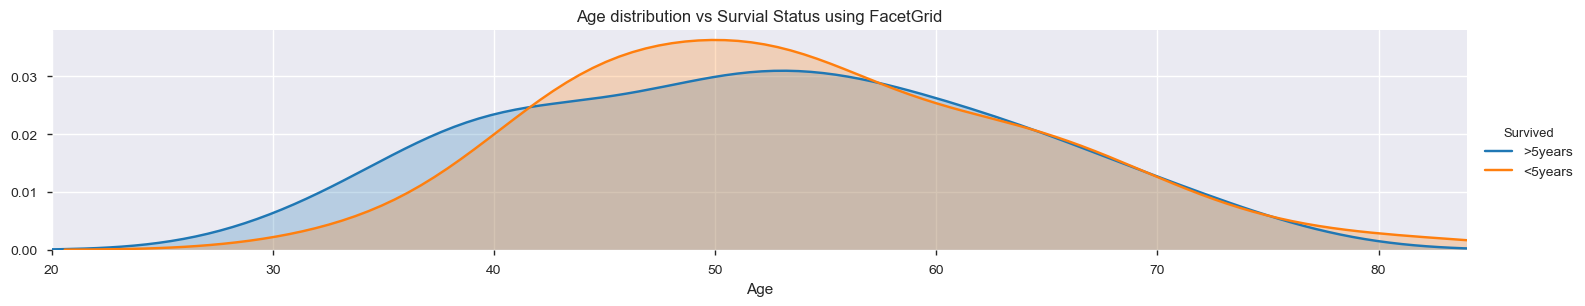 Age distribution vs Survial Status using FacetGrid
0.03
0.02
0.01
0.00
20 30 40 50 60 70 80
Age
Survived
>5years
<5years